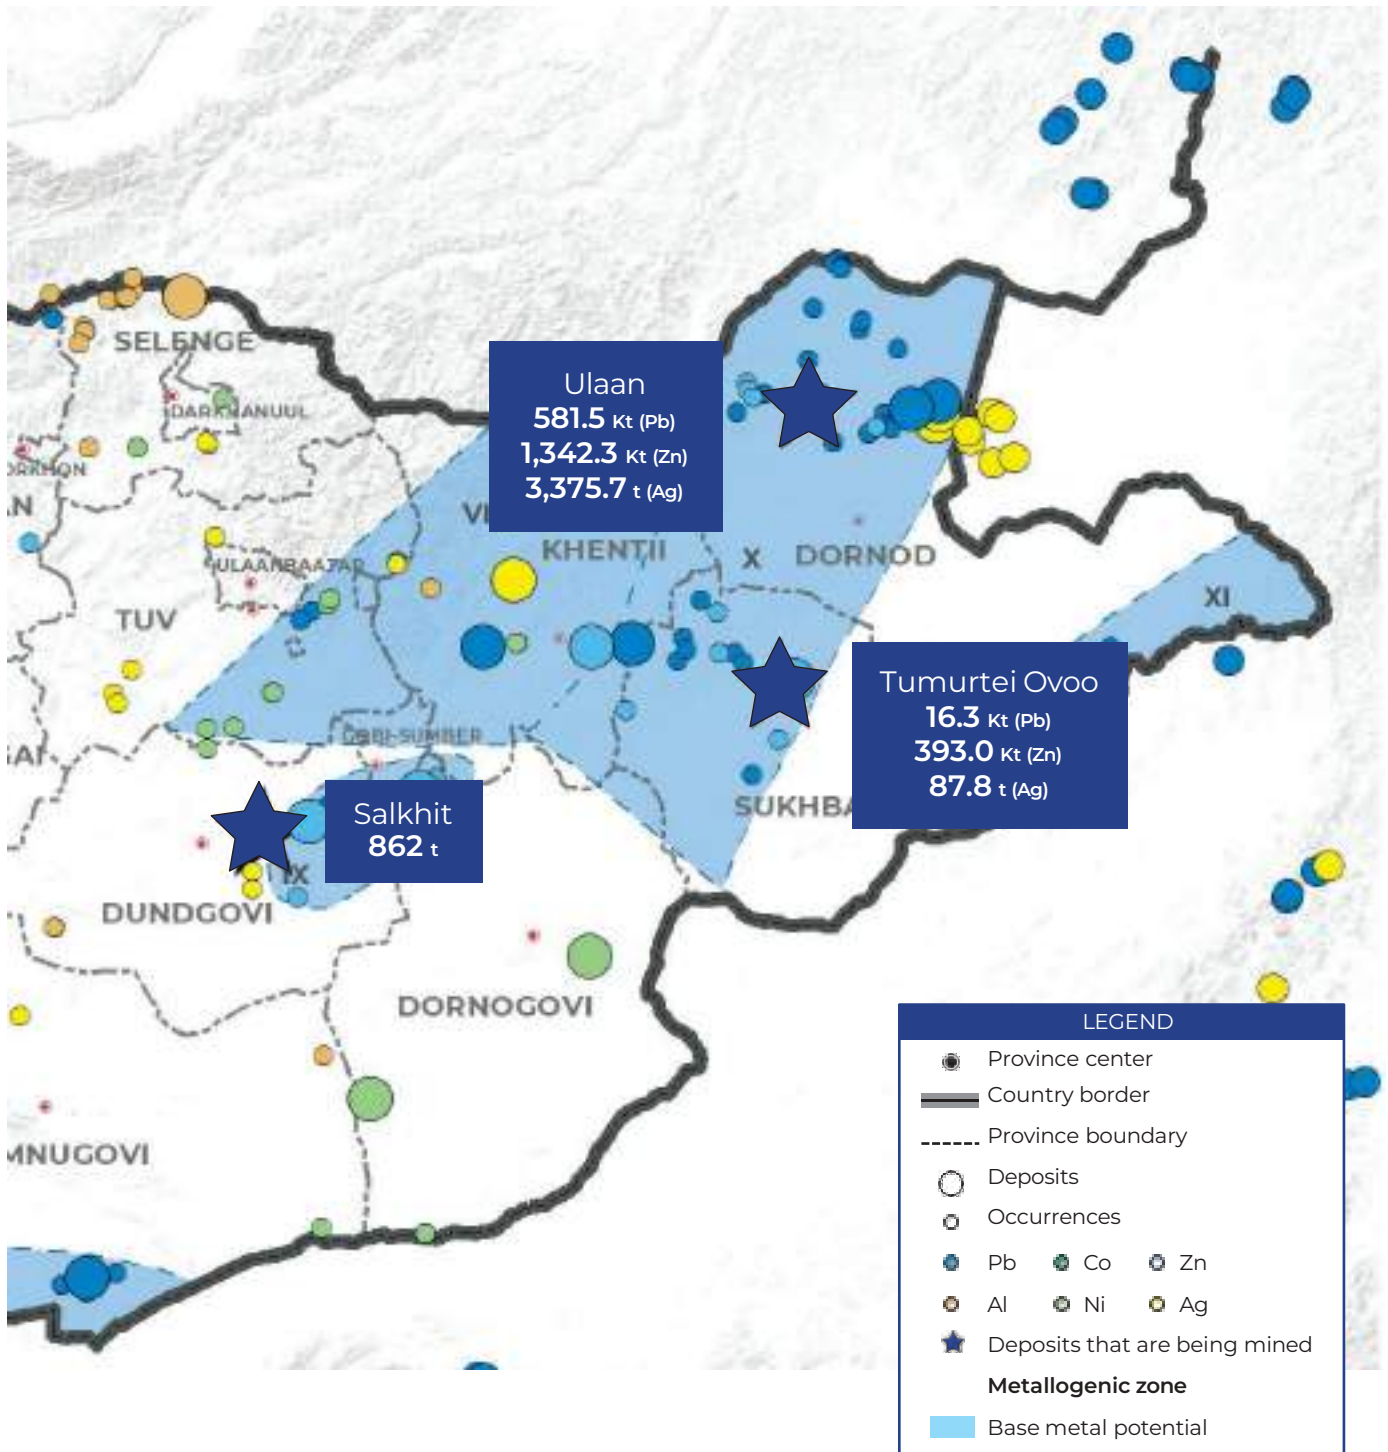 SELENGE
DARKHANUUL
ORKHON
AN
Ulaan
581.5 Kt (Pb)
1,342.3 Kt (Zn)
3,375.7 t (Ag)
KHENTII
X
DORNOD
ULAANBAATAR
TUV
XI
GAI
GOBI-SUMBER
Tumurtei Ovoo
16.3 Kt (Pb)
393.0 Kt (Zn)
87.8 t (Ag)
SUKHBA
Salkhit
862 t
IX
DUNDGOVI
DORNOGOVI
MNUGOVI
LEGEND
Province center
Country border
Province boundary
Deposits
Occurrences
Pb Co Zn
Al Ni Ag
Deposits that are being mined
Metallogenic zone
Base metal potential